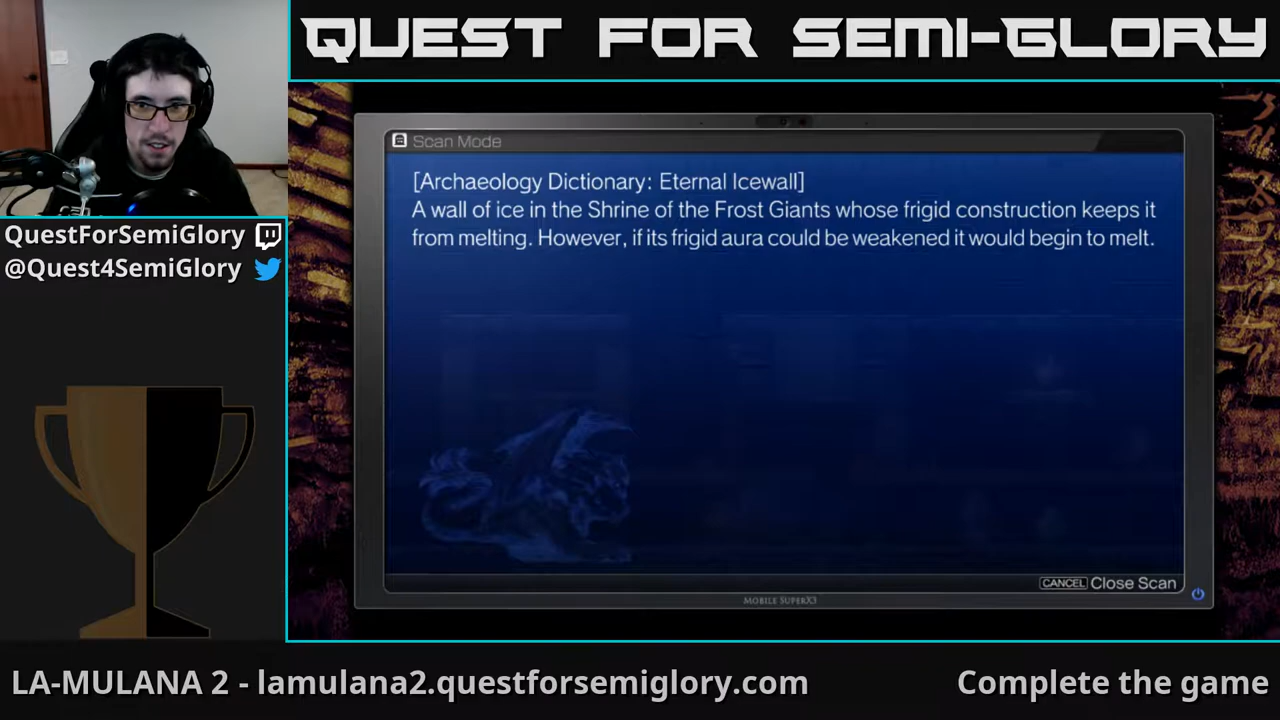 QUEST FOR SEMI-GLORY
Scan Mode
[Archaeology Dictionary: Eternal Icewall]
A wall of ice in the Shrine of the Frost Giants whose frigid construction keeps it
from melting. However, if its frigid aura could be weakened it would begin to melt.
QuestForSemiGlory
@Quest4SemiGlory
CANCEL Close Scan
MOBILE SUPERX3
LA-MULANA 2 - lamulana2.questforsemiglory.com
Complete the game